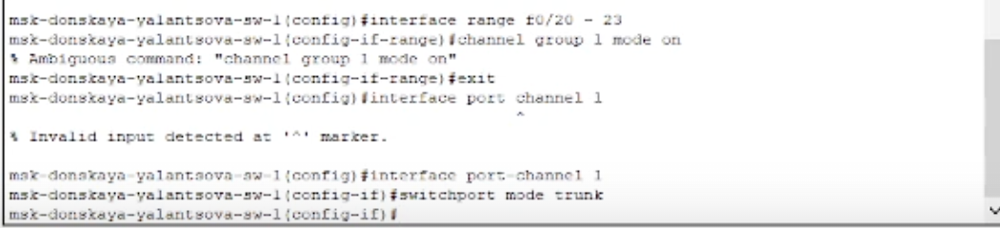 msk-donskaya-yalantsova-sw-1(config)#interface range f0/20 - 23
msk-donskaya-yalantsova-sw-1(config-if-range)#channel group 1 mode on
% Ambiguous command: "channel group 1 mode on"
msk-donskaya-yalantsova-sw-1(config-if-range)#exit
msk-donskaya-yalantsova-sw-1(config)#interface port channel 1
^
% Invalid input detected at '^' marker.
msk-donskaya-yalantsova-sw-1(config)#interface port-channel 1
msk-donskaya-yalantsova-sw-1(config-if)#switchport mode trunk
msk-donskaya-yalantsova-sw-1(config-if)#